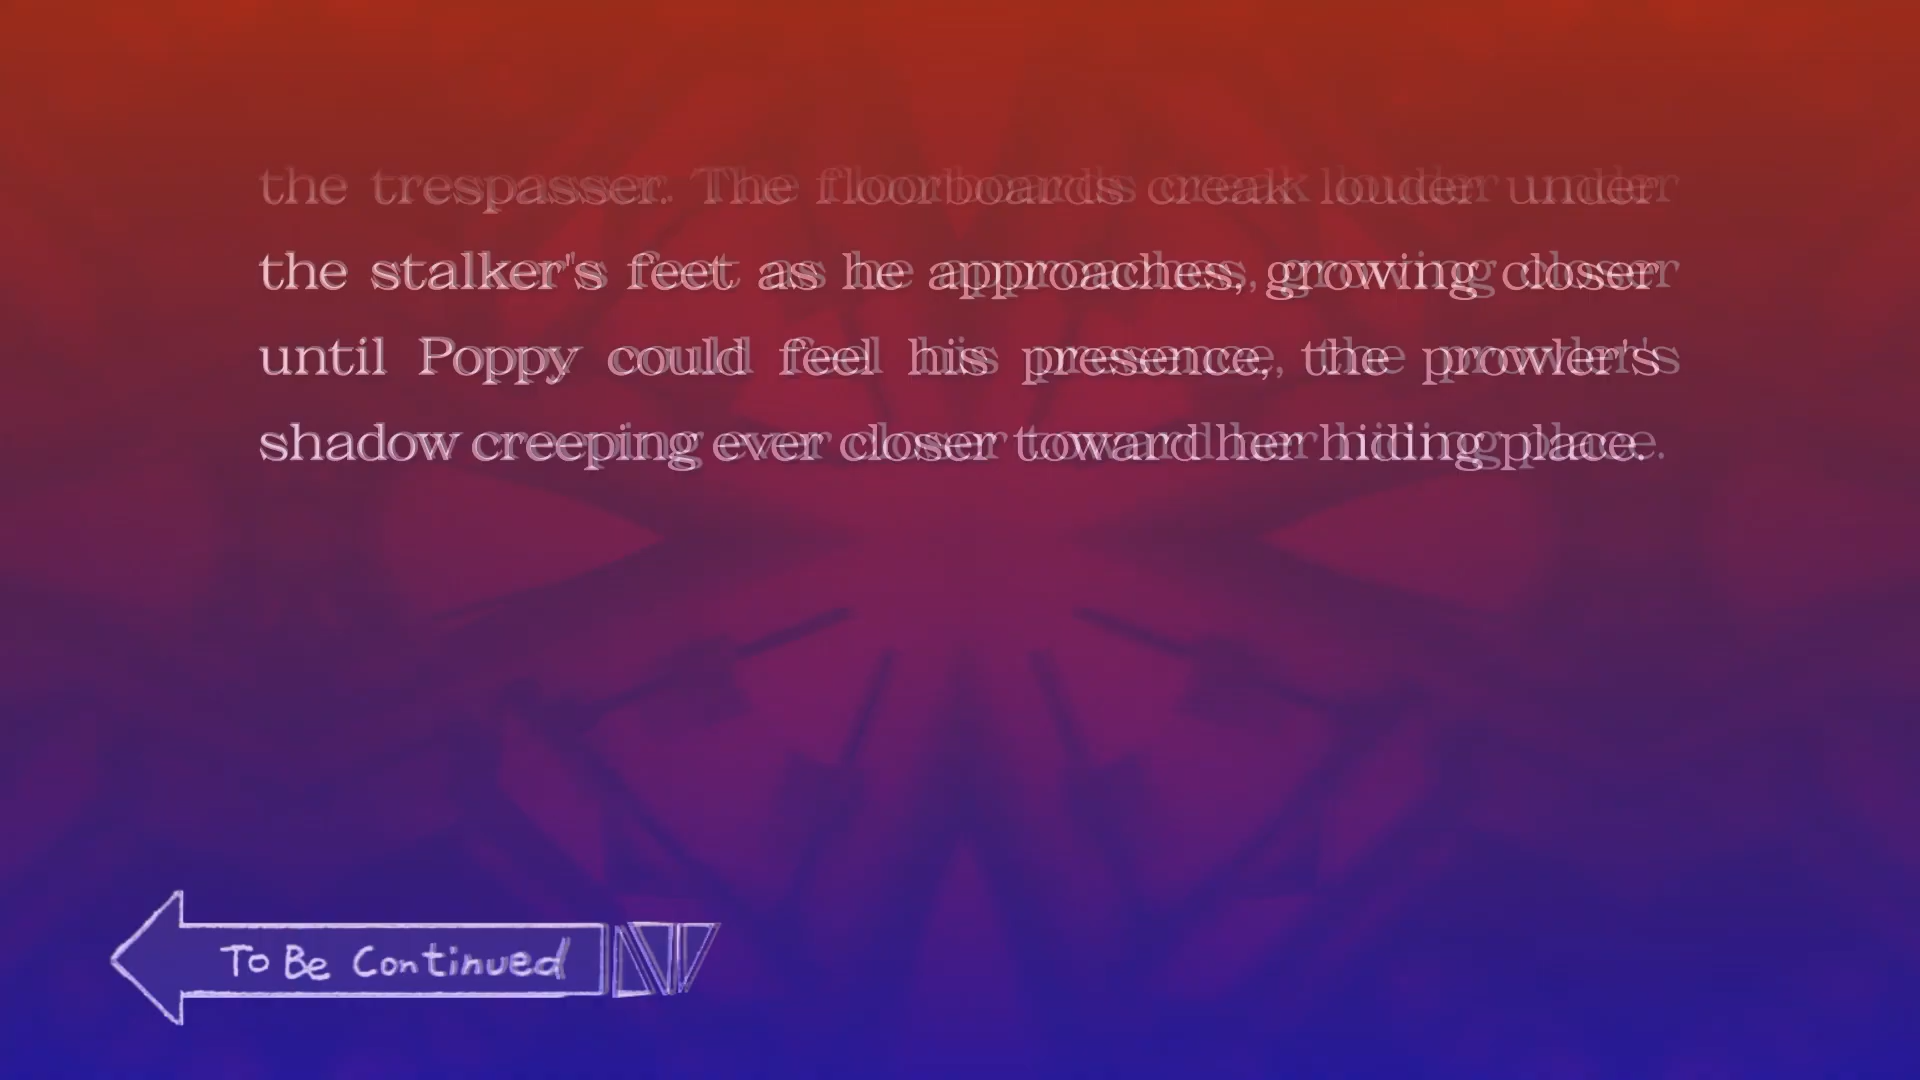 the trespasser. The floorboards creak louder under
the stalker's feet as he approaches, growing closer
until Poppy could feel his presence, the prowler's
shadow creeping ever closer toward her hiding place.
To Be Continued